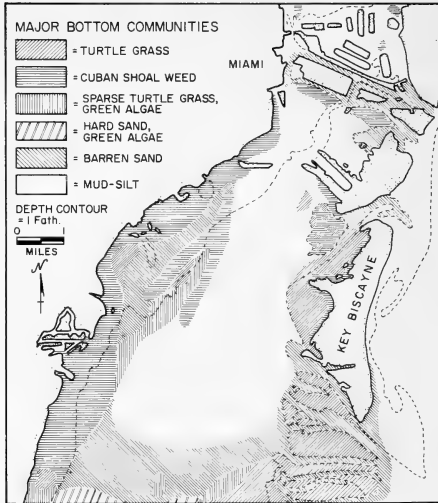 MAJOR BOTTOM COMMUNITIES
= TURTLE GRASS
= CUBAN SHOAL WEED
= SPARSE TURTLE GRASS,
GREEN ALGAE
= HARD SAND,
GREEN ALGAE
= BARREN SAND
= MUD-SILT
DEPTH CONTOUR
= 1 Fath.
0 1
MILES
N
MIAMI
KEY BISCAYNE